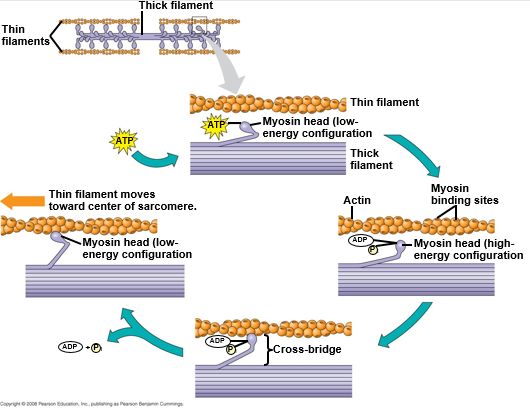 Thick filament
Thin
filaments
Thin filament
ATP
Myosin head (low-
energy configuration
ATP
Thick
filament
Thin filament moves
toward center of sarcomere.
Myosin
binding sites
Actin
Myosin head (low-
energy configuration
ADP
P
Myosin head (high-
energy configuration
ADP
P
Cross-bridge
ADP + Pi
Copyright © 2008 Pearson Education, Inc., publishing as Pearson Benjamin Cummings.